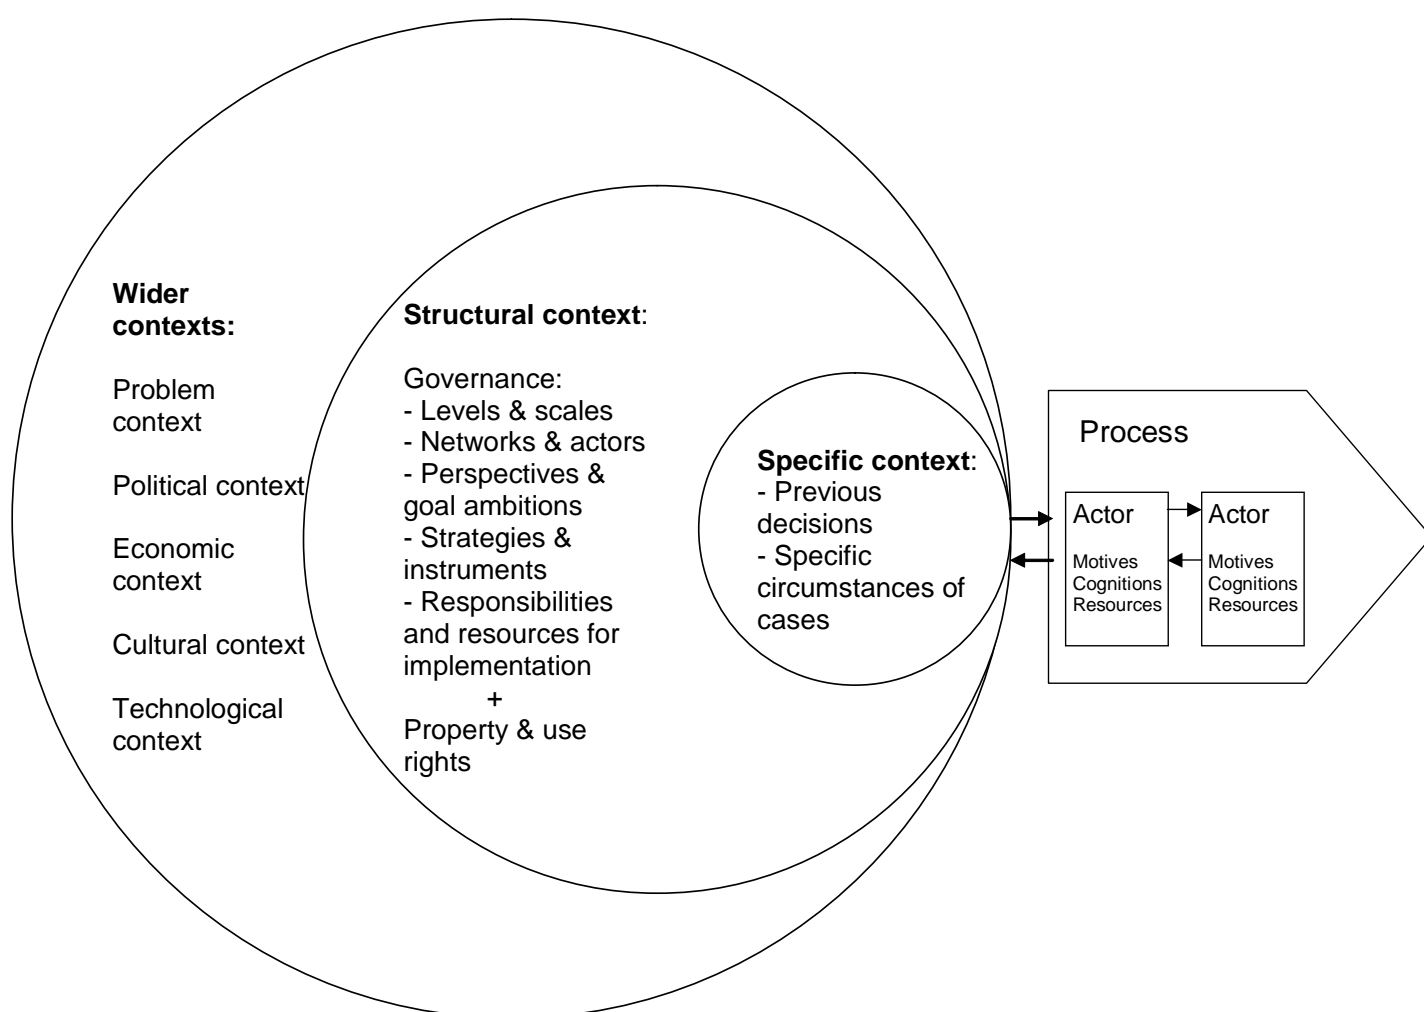 Wider
contexts:
Problem
context
Political context
Economic
context
Cultural context
Technological
context
Structural context:
Governance:
- Levels & scales
- Networks & actors
- Perspectives &
goal ambitions
- Strategies &
instruments
- Responsibilities
and resources for
implementation
+
Property & use
rights
Specific context:
- Previous
decisions
- Specific
circumstances of
cases
Process
Actor
Motives
Cognitions
Resources
Actor
Motives
Cognitions
Resources